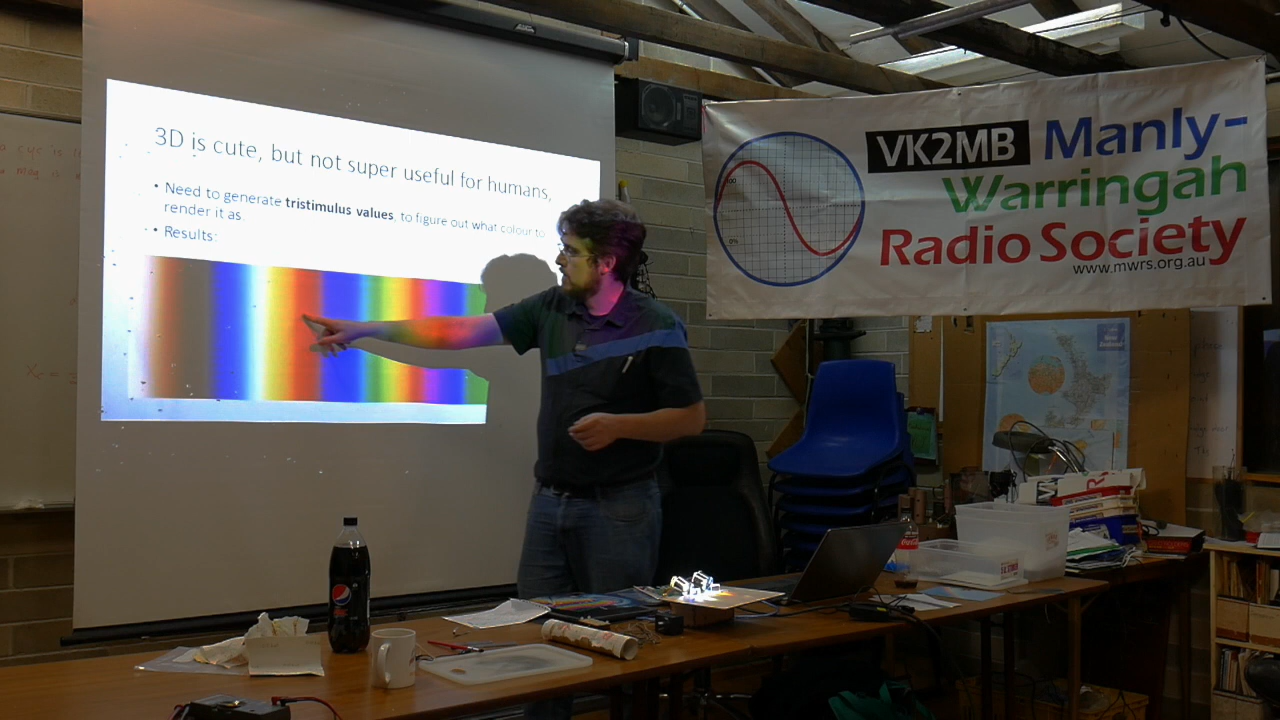 3D is cute, but not super useful for humans,
• Need to generate tristimulus values, to figure out what colour to
render it as
• Results:
VK2MB Manly-
Warringah
Radio Society
www.mwrs.org.au
pepsi